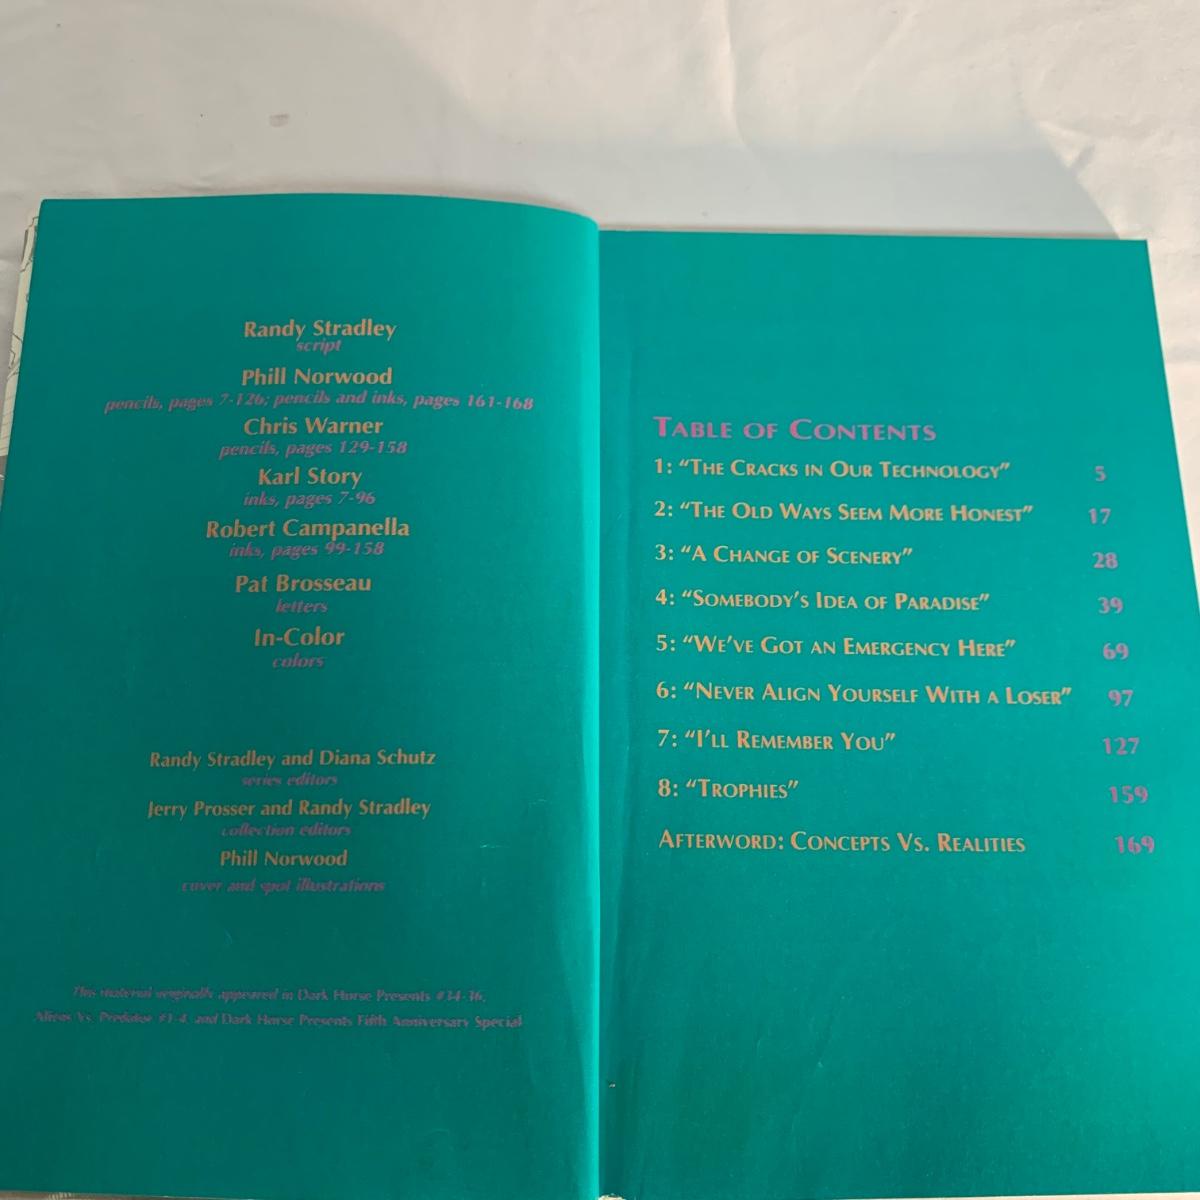 Randy Stradley
script
Phill Norwood
pencils, pages 7-126; pencils and inks, pages 161-168
Chris Warner
pencils, pages 129-158
Karl Story
inks, pages 7-96
Robert Campanella
inks, pages 99-158
Pat Brosseau
letters
In-Color
colors
Randy Stradley and Diana Schutz
series editors
Jerry Prosser and Randy Stradley
collection editors
Phill Norwood
cover and spot illustrations
This material originally appeared in Dark Horse Presents #34-36,
Aliens Vs. Predator #1-4, and Dark Horse Presents Fifth Anniversary Special
TABLE OF CONTENTS
1: “THE CRACKS IN OUR TECHNOLOGY” 5
2: “THE OLD WAYS SEEM MORE HONEST” 17
3: “A CHANGE OF SCENERY” 28
4: “SOMEBODY’S IDEA OF PARADISE” 39
5: “WE’VE GOT AN EMERGENCY HERE” 69
6: “NEVER ALIGN YOURSELF WITH A LOSER” 97
7: “I’LL REMEMBER YOU” 127
8: “TROPHIES” 159
AFTERWORD: CONCEPTS VS. REALITIES 169